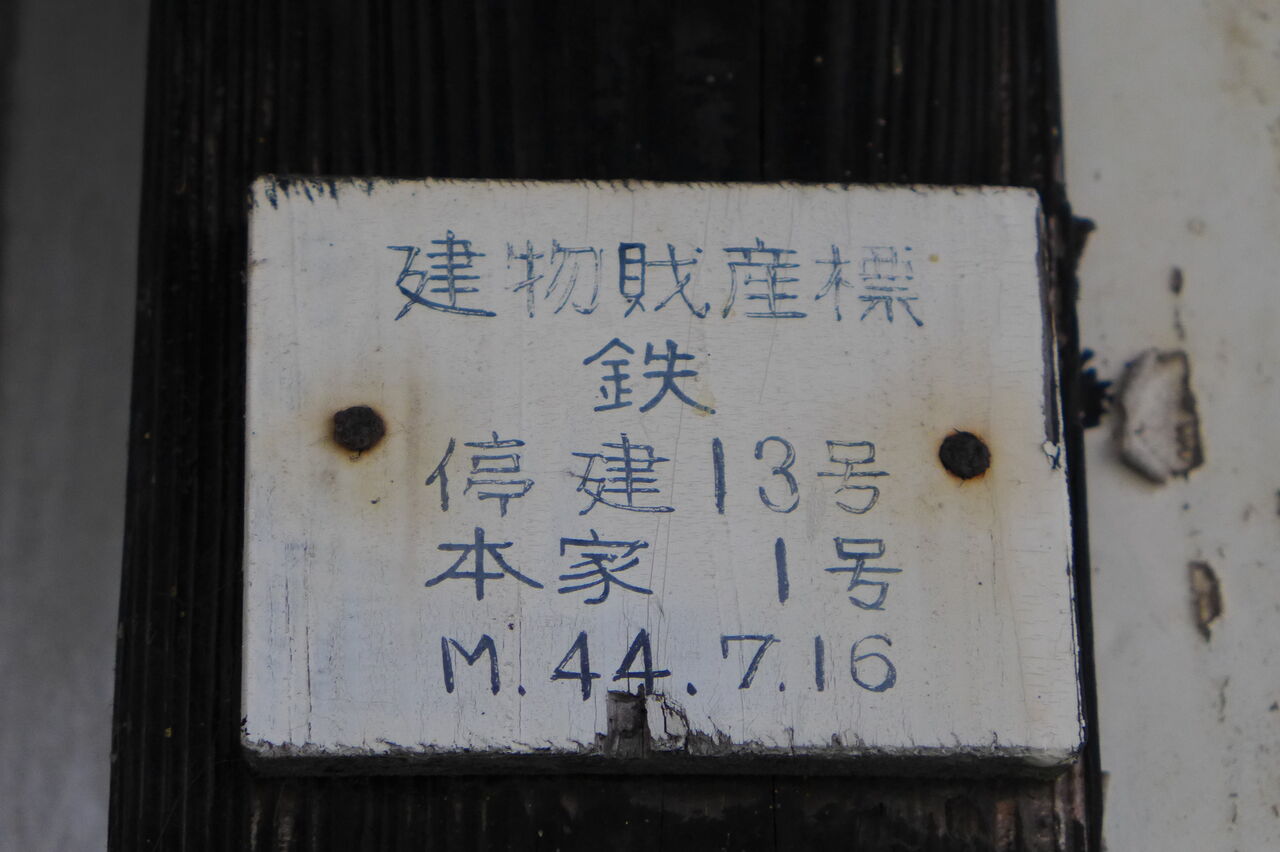 建物財産標
鉄
停建13号
本家 1号
M.44.7.16